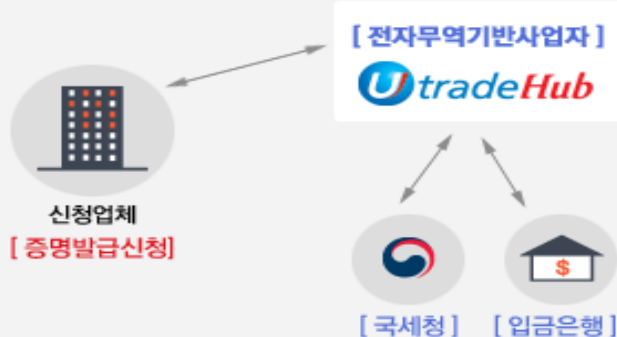 [ 전자무역기반사업자 ]
U tradeHub
신청업체
[ 증명발급신청]
$
[ 국세청 ]
[ 입금은행 ]